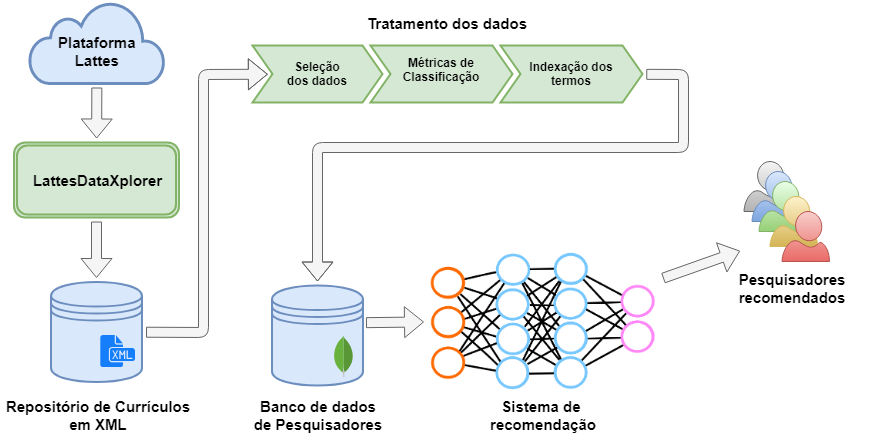 Plataforma
Lattes
Tratamento dos dados
Seleção
dos dados
Métricas de
Classificação
Indexação dos
termos
LattesDataXplorer
XML
Pesquisadores
recomendados
Repositório de Currículos
em XML
Banco de dados
de Pesquisadores
Sistema de
recomendação